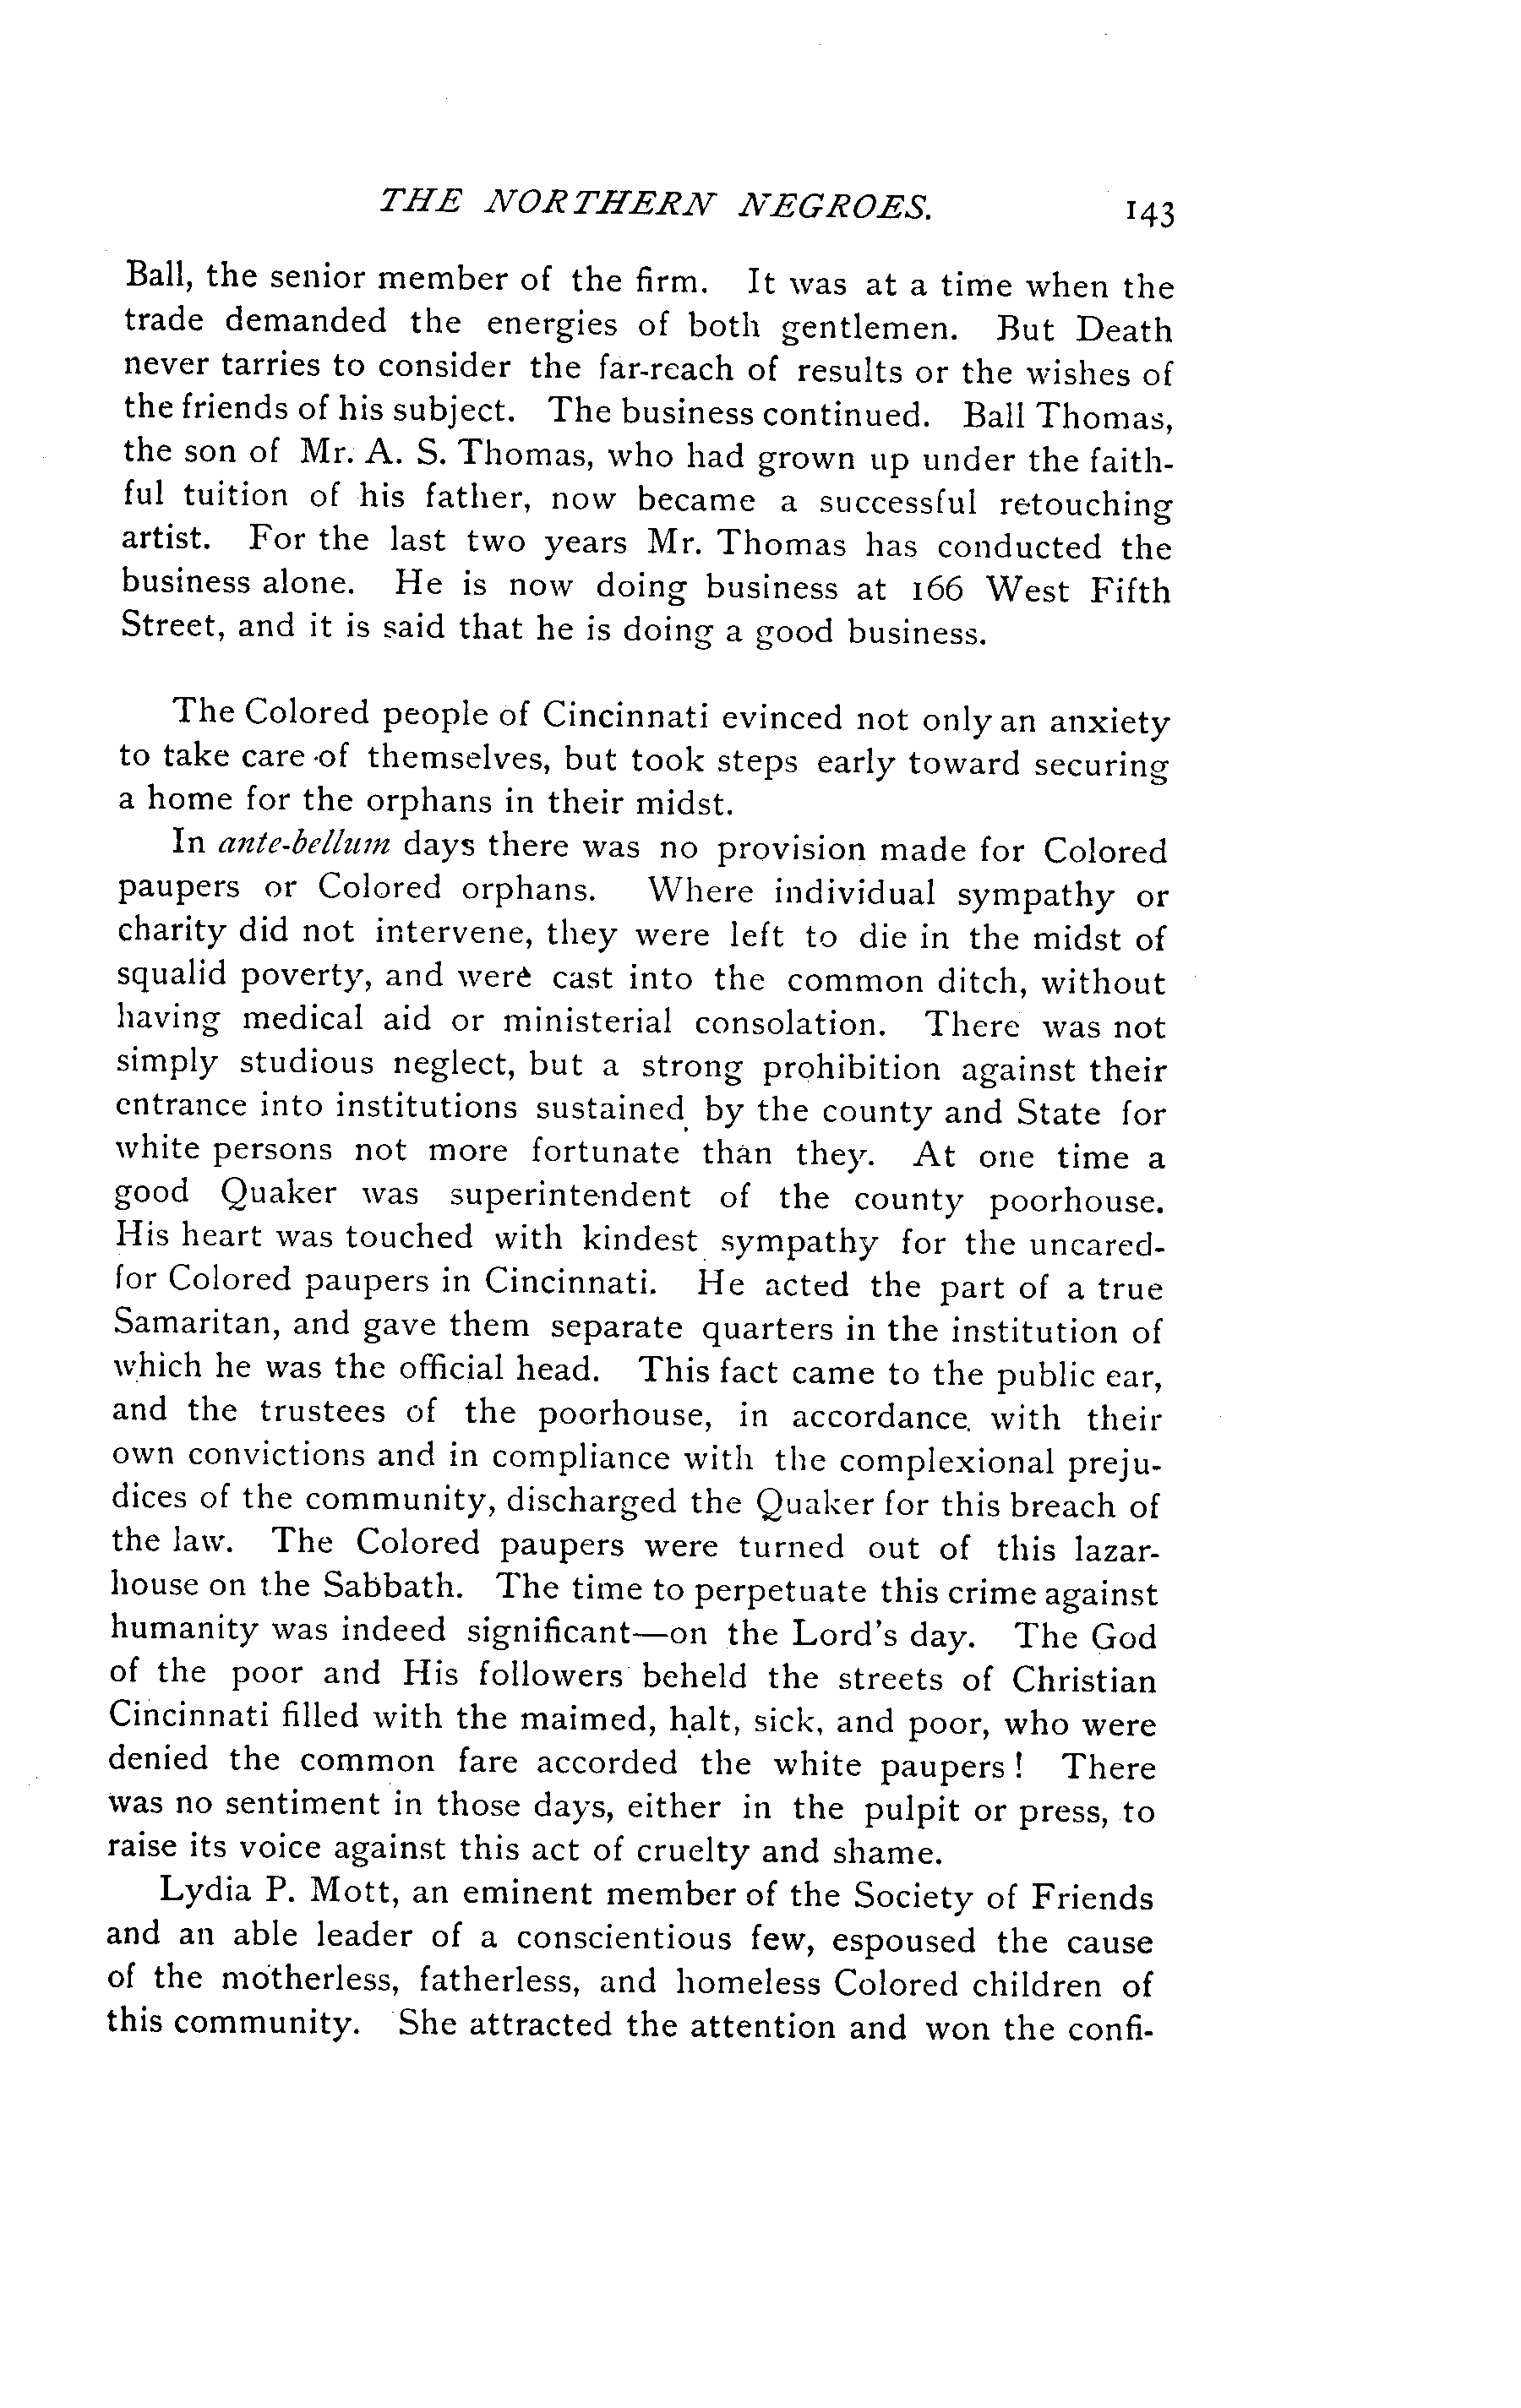 THE NORTHERN NEGROES. 143
Ball, the senior member of the firm. It was at a time when the
trade demanded the energies of both gentlemen. But Death
never tarries to consider the far-reach of results or the wishes of
the friends of his subject. The business continued. Ball Thomas,
the son of Mr. A. S. Thomas, who had grown up under the faith-
ful tuition of his father, now became a successful retouching
artist. For the last two years Mr. Thomas has conducted the
business alone. He is now doing business at 166 West Fifth
Street, and it is said that he is doing a good business.
The Colored people of Cincinnati evinced not only an anxiety
to take care of themselves, but took steps early toward securing
a home for the orphans in their midst.
In ante-bellum days there was no provision made for Colored
paupers or Colored orphans. Where individual sympathy or
charity did not intervene, they were left to die in the midst of
squalid poverty, and were cast into the common ditch, without
having medical aid or ministerial consolation. There was not
simply studious neglect, but a strong prohibition against their
entrance into institutions sustained by the county and State for
white persons not more fortunate than they. At one time a
good Quaker was superintendent of the county poorhouse.
His heart was touched with kindest sympathy for the uncared-
for Colored paupers in Cincinnati. He acted the part of a true
Samaritan, and gave them separate quarters in the institution of
which he was the official head. This fact came to the public ear,
and the trustees of the poorhouse, in accordance with their
own convictions and in compliance with the complexional preju-
dices of the community, discharged the Quaker for this breach of
the law. The Colored paupers were turned out of this lazar-
house on the Sabbath. The time to perpetuate this crime against
humanity was indeed significant—on the Lord's day. The God
of the poor and His followers beheld the streets of Christian
Cincinnati filled with the maimed, halt, sick, and poor, who were
denied the common fare accorded the white paupers! There
was no sentiment in those days, either in the pulpit or press, to
raise its voice against this act of cruelty and shame.
Lydia P. Mott, an eminent member of the Society of Friends
and an able leader of a conscientious few, espoused the cause
of the motherless, fatherless, and homeless Colored children of
this community. She attracted the attention and won the confi-